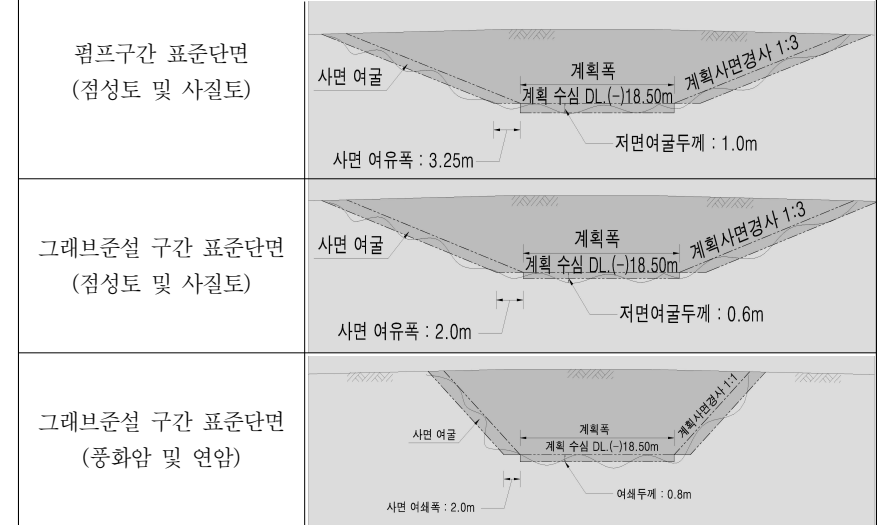 펌프구간 표준단면
(점성토 및 사질토)
사면 여굴
계획폭
계획 수심 DL.(-)18.50m
계획사면경사 1:3
저면여굴두께 : 1.0m
사면 여유폭 : 3.25m
그래브준설 구간 표준단면
(점성토 및 사질토)
사면 여굴
계획폭
계획 수심 DL.(-)18.50m
계획사면경사 1:3
저면여굴두께 : 0.6m
사면 여유폭 : 2.0m
그래브준설 구간 표준단면
(풍화암 및 연암)
사면 여굴
계획폭
계획 수심 DL.(-)18.50m
계획사면경사 1:1
여쇄두께 : 0.8m
사면 여쇄폭 : 2.0m